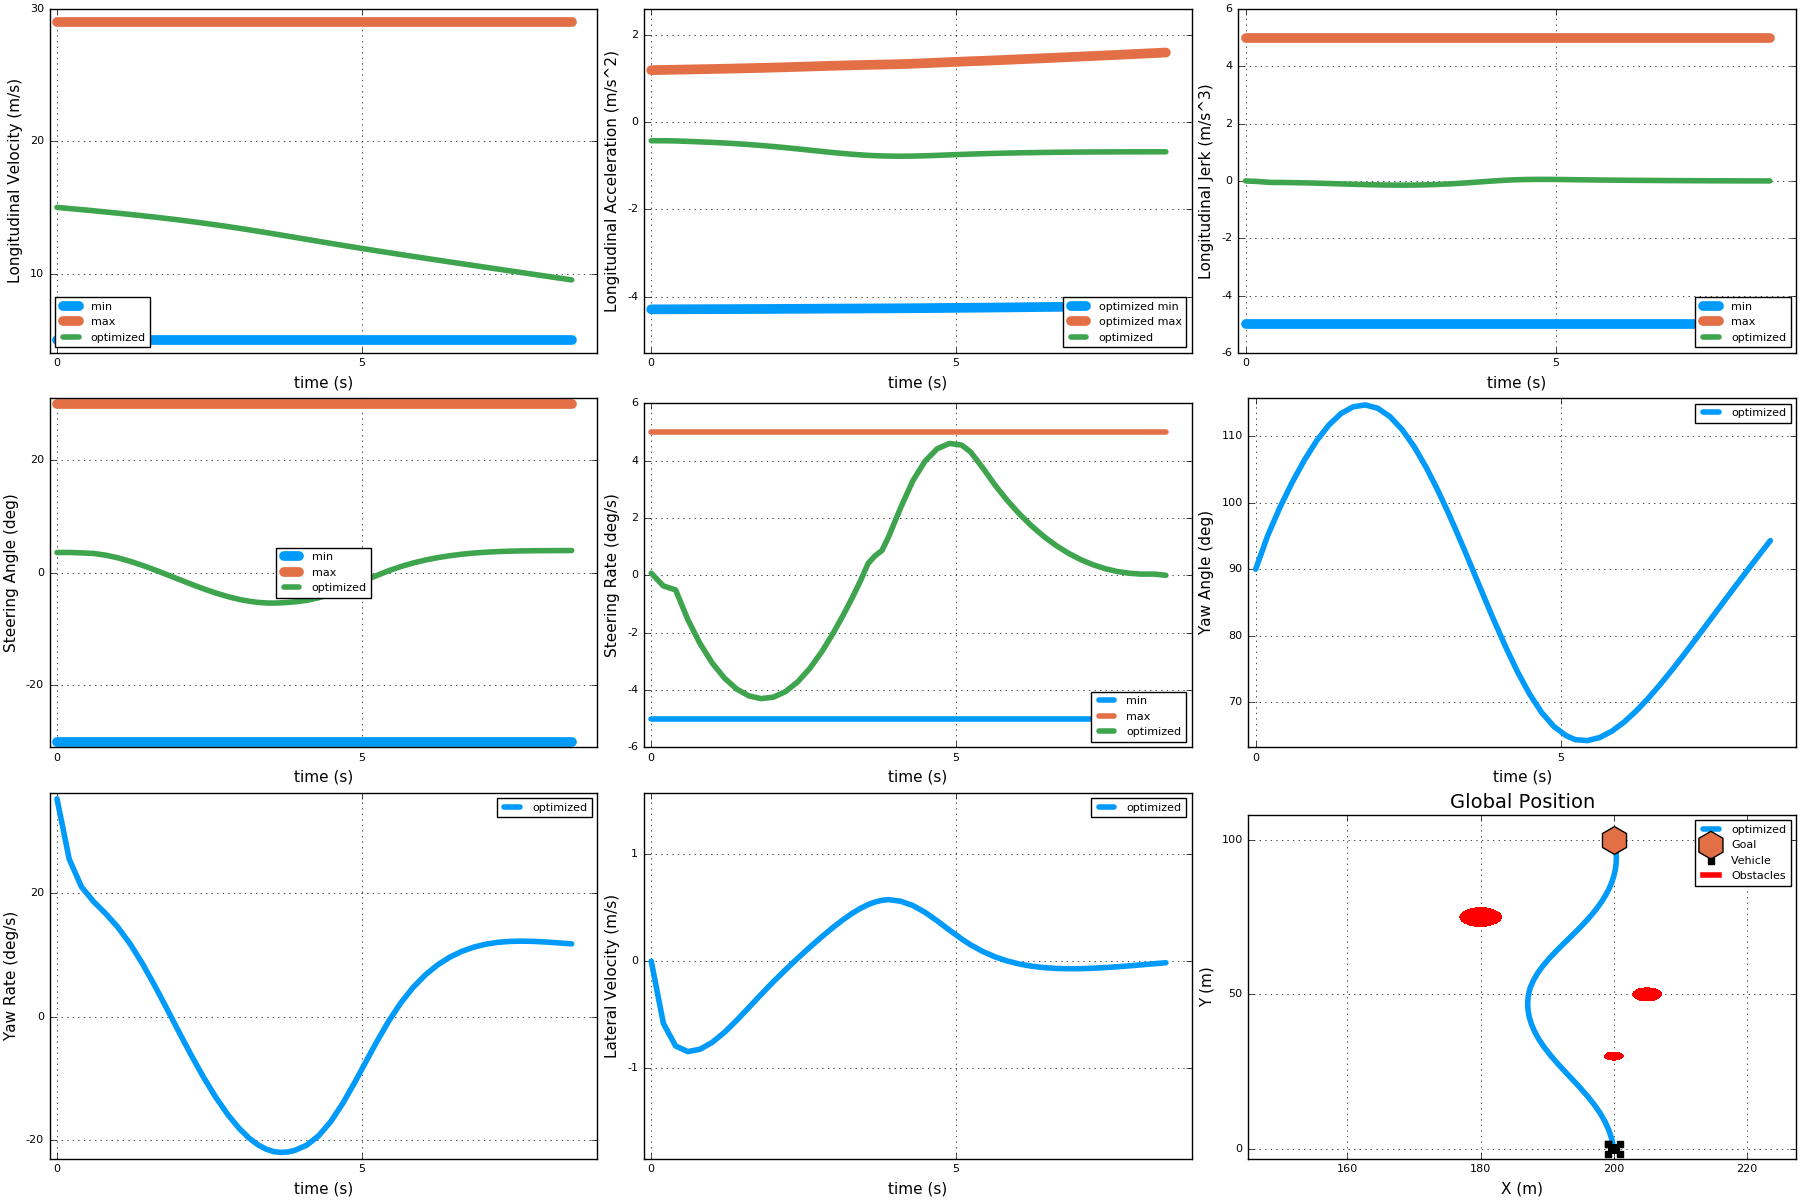 30
20
10
0
5
Longitudinal Velocity (m/s)
time (s)
min
max
optimized
2
0
-2
-4
0
5
Longitudinal Acceleration (m/s^2)
time (s)
optimized min
optimized max
optimized
6
4
2
0
-2
-4
-6
0
5
Longitudinal Jerk (m/s^3)
time (s)
min
max
optimized
20
0
-20
0
5
Steering Angle (deg)
time (s)
min
max
optimized
6
4
2
0
-2
-4
-6
0
5
Steering Rate (deg/s)
time (s)
min
max
optimized
110
100
90
80
70
0
5
Yaw Angle (deg)
time (s)
optimized
20
0
-20
0
5
Yaw Rate (deg/s)
time (s)
optimized
1
0
-1
0
5
Lateral Velocity (m/s)
time (s)
optimized
Global Position
100
50
0
160
180
200
220
Y (m)
X (m)
optimized
Goal
Vehicle
Obstacles